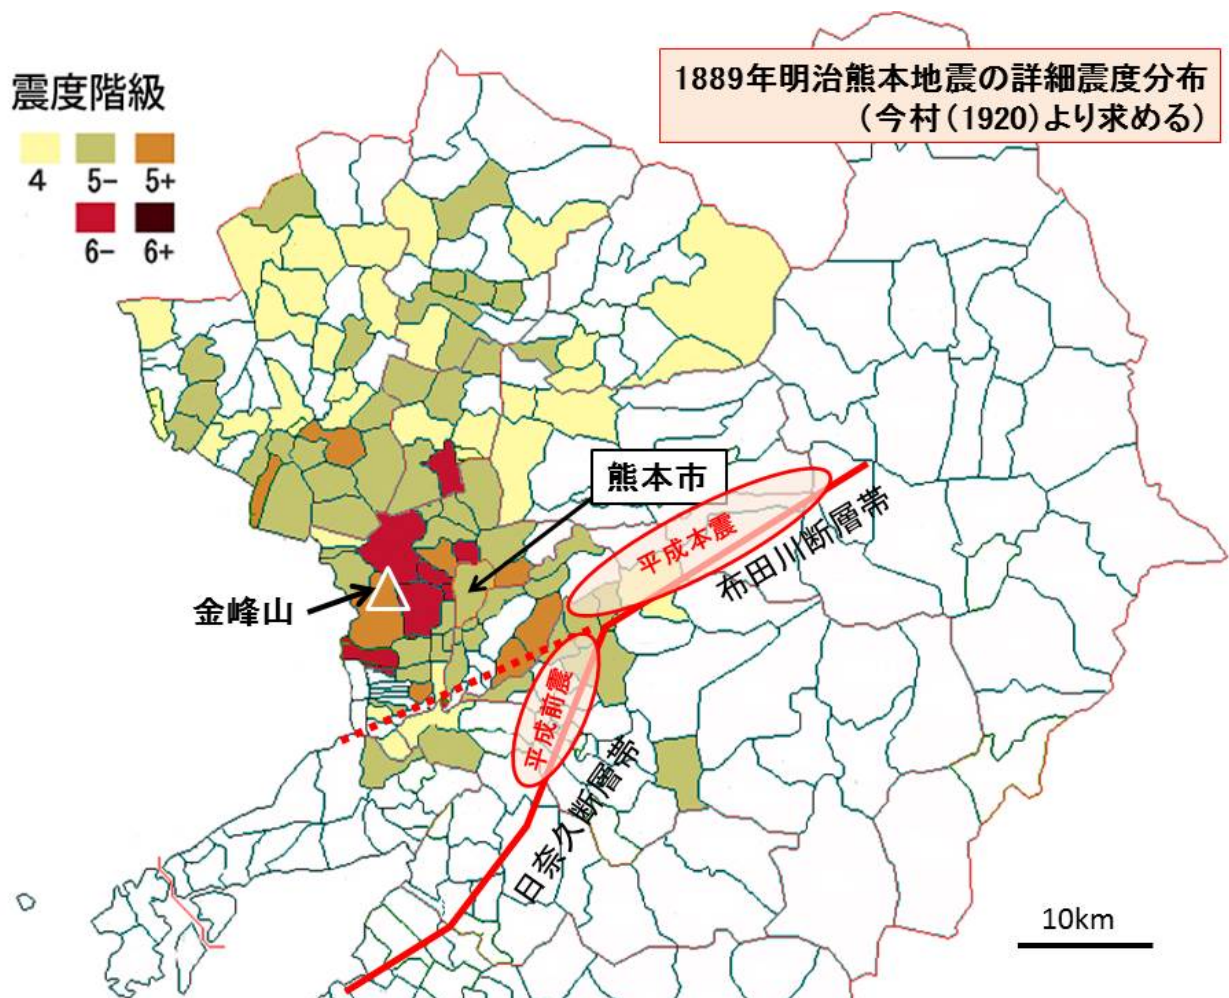 1889年明治熊本地震の詳細震度分布
(今村(1920)より求める)
震度階級
4 5- 5+
6- 6+
熊本市
平成本震
布田川断層帯
金峰山
平成前震
日奈久断層帯
10km